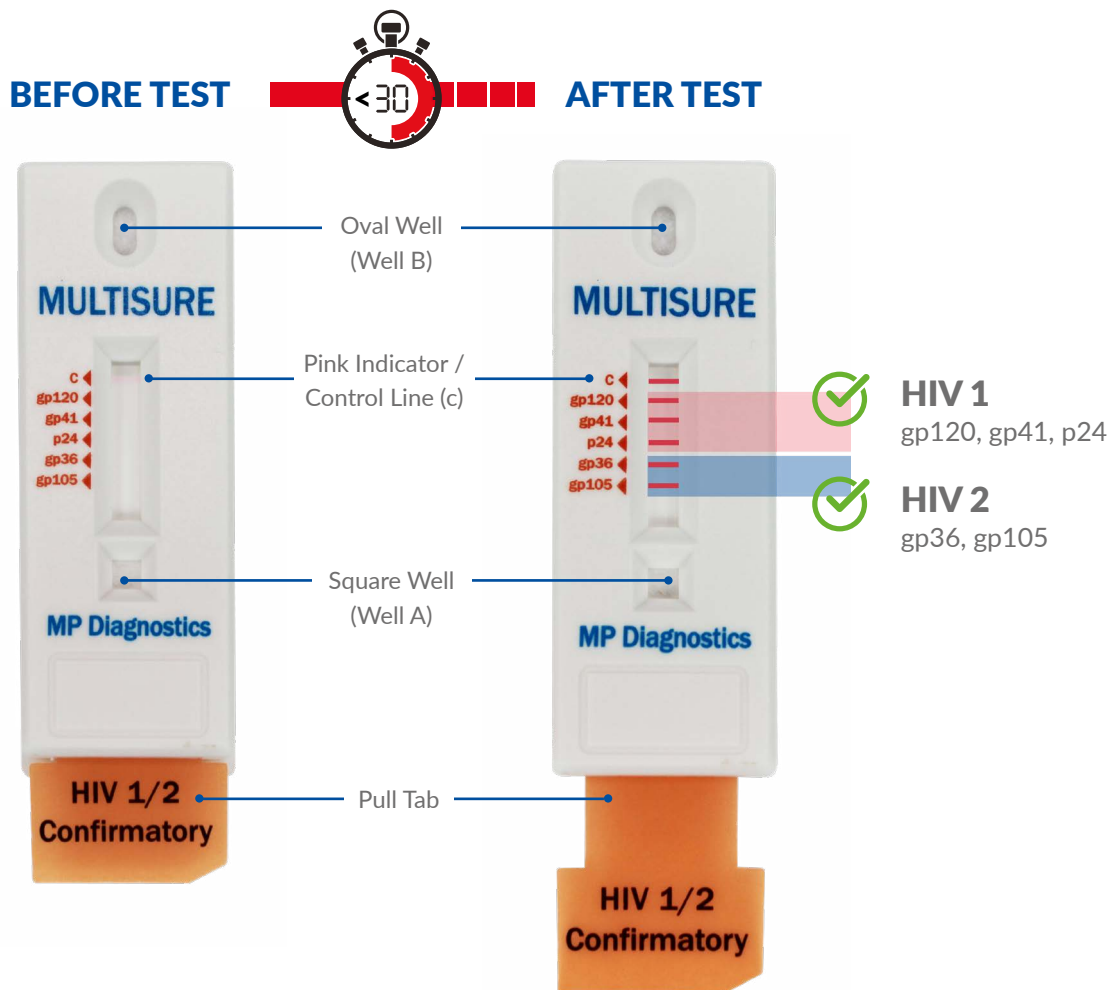 BEFORE TEST
< 30
AFTER TEST
Oval Well
(Well B)
MULTISURE
MULTISURE
Pink Indicator /
Control Line (c)
C
gp120
gp41
p24
gp36
gp105
C
gp120
gp41
p24
gp36
gp105
HIV 1
gp120, gp41, p24
HIV 2
gp36, gp105
Square Well
(Well A)
MP Diagnostics
MP Diagnostics
Pull Tab
HIV 1/2
Confirmatory
HIV 1/2
Confirmatory